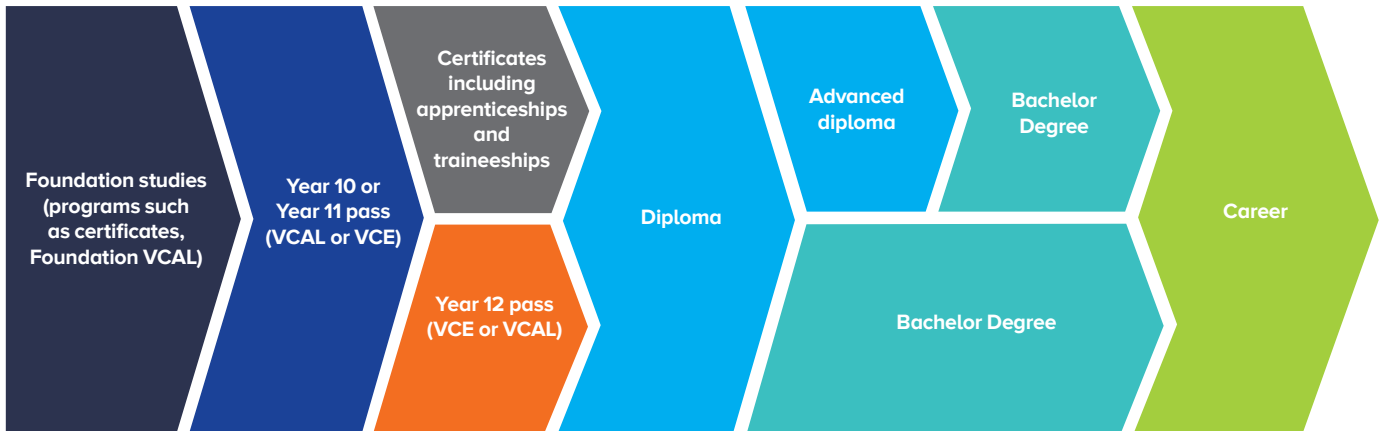 Foundation studies
(programs such
as certificates,
Foundation VCAL)
Year 10 or
Year 11 pass
(VCAL or VCE)
Certificates
including
apprenticeships
and
traineeships
Year 12 pass
(VCE or VCAL)
Diploma
Advanced
diploma
Bachelor
Degree
Bachelor Degree
Career